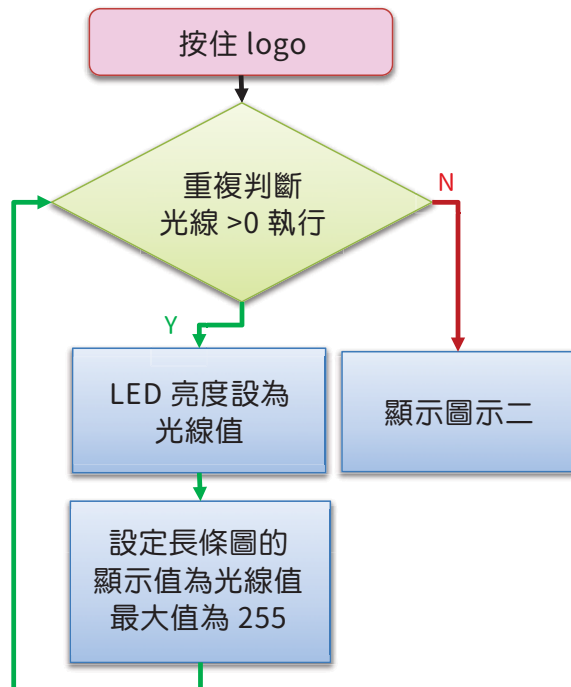 按住 logo
重複判斷
光線 >0 執行
N
Y
LED 亮度設為
光線值
顯示圖示二
設定長條圖的
顯示值為光線值
最大值為 255